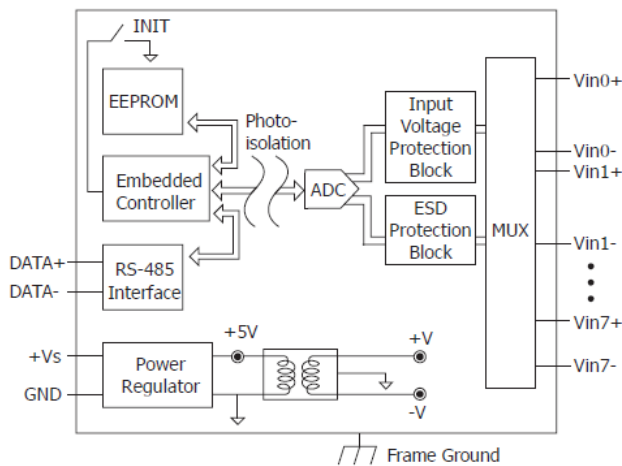 INIT
EEPROM
Photo-
isolation
Embedded
Controller
ADC
Input
Voltage
Protection
Block
ESD
Protection
Block
MUX
Vin0+
Vin0-
Vin1+
Vin1-
Vin7+
Vin7-
DATA+
DATA-
RS-485
Interface
+Vs
GND
Power
Regulator
+5V
+V
-V
Frame Ground